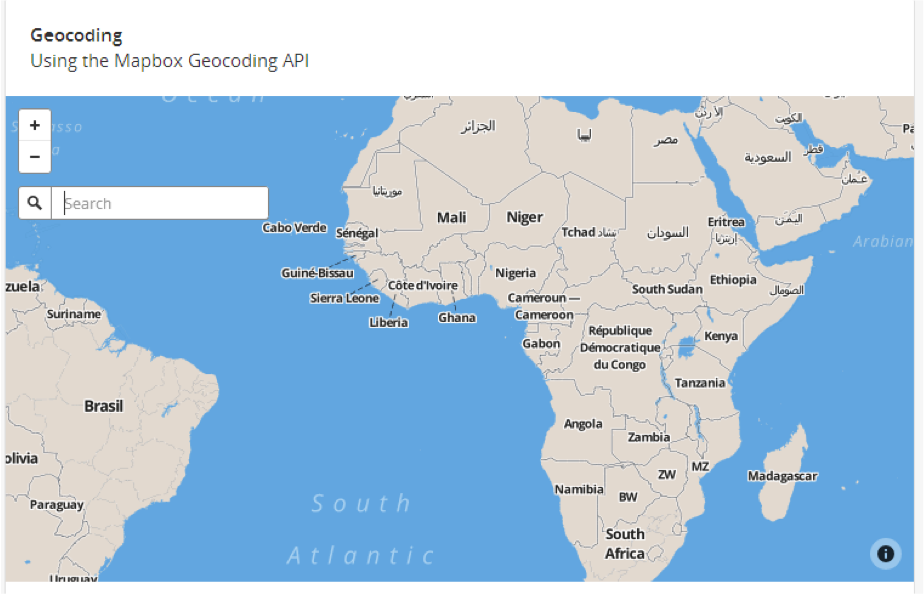 Geocoding
Using the Mapbox Geocoding API
Ocean
+
−
Search
الجزائر
ليبيا
مصر
الأردن
الكويت
قطر
السعودية
عمان
اليمن
موريتانيا
Mali
Niger
Tchad تشاد
السودان
Eritrea
إريتريا
Arabian
Cabo Verde
Sénégal
Guiné-Bissau
Sierra Leone
Liberia
Côte d'Ivoire
Ghana
Nigeria
Cameroun —
Cameroon
South Sudan
Ethiopia
الصومال
zuela
Suriname
Gabon
République
Démocratique
du Congo
Kenya
Tanzania
Brasil
Angola
Zambia
olivia
ZW
MZ
Madagascar
Namibia
BW
Paraguay
South
Atlantic
South
Africa
Uruguay